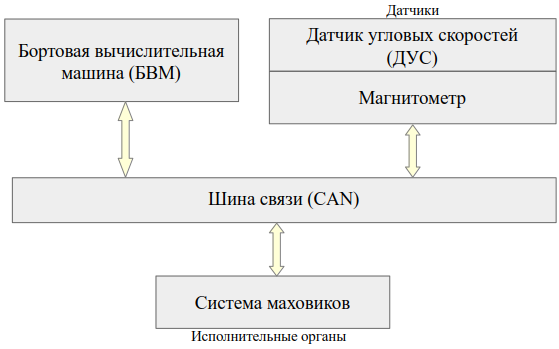 Датчики
Бортовая вычислительная
машина (БВМ)
Датчик угловых скоростей
(ДУС)
Магнитометр
Шина связи (CAN)
Система маховиков
Исполнительные органы